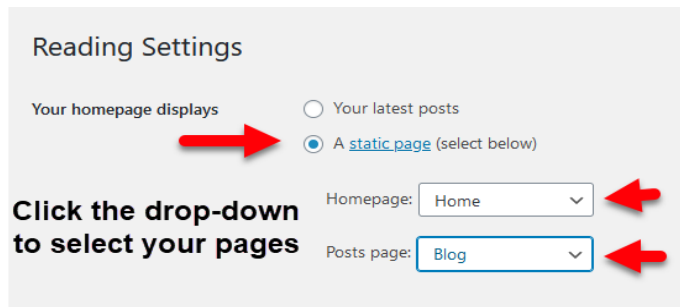 Reading Settings
Your homepage displays
Your latest posts
A static page (select below)
Click the drop-down
to select your pages
Homepage: Home
Posts page: Blog